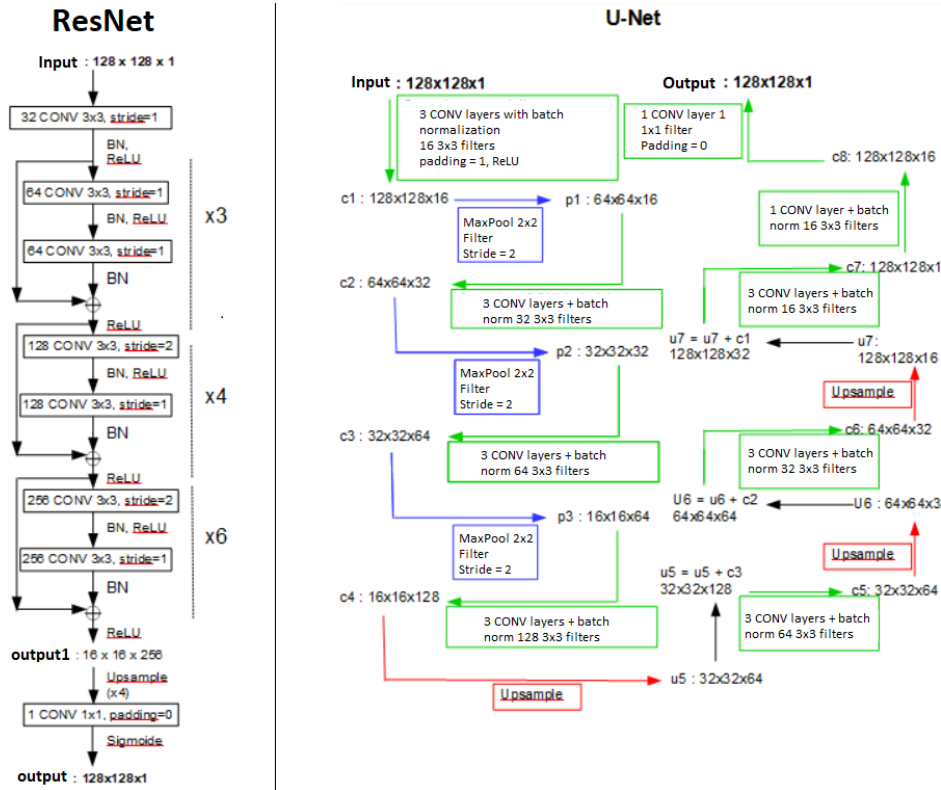 ResNet
Input : 128 x 128 x 1
32 CONV 3x3, stride=1
BN,
ReLU
64 CONV 3x3, stride=1
BN, ReLU
64 CONV 3x3, stride=1
BN
x3
ReLU
128 CONV 3x3, stride=2
BN, ReLU
128 CONV 3x3, stride=1
BN
x4
ReLU
256 CONV 3x3, stride=2
BN, ReLU
256 CONV 3x3, stride=1
BN
x6
ReLU
output1 : 16 x 16 x 256
Upsample
(x4)
1 CONV 1x1, padding=0
Sigmoide
output : 128x128x1
U-Net
Input : 128x128x1
3 CONV layers with batch
normalization
16 3x3 filters
padding = 1, ReLU
c1 : 128x128x16
p1 : 64x64x16
MaxPool 2x2
Filter
Stride = 2
c2 : 64x64x32
3 CONV layers + batch
norm 32 3x3 filters
p2 : 32x32x32
MaxPool 2x2
Filter
Stride = 2
c3 : 32x32x64
3 CONV layers + batch
norm 64 3x3 filters
p3 : 16x16x64
MaxPool 2x2
Filter
Stride = 2
c4 : 16x16x128
3 CONV layers + batch
norm 128 3x3 filters
Upsample
u5 : 32x32x64
u5 = u5 + c3
32x32x128
3 CONV layers + batch
norm 64 3x3 filters
c5: 32x32x64
Upsample
U6 : 64x64x3
U6 = u6 + c2
64x64x64
3 CONV layers + batch
norm 32 3x3 filters
c6: 64x64x32
Upsample
u7:
128x128x16
u7 = u7 + c1
128x128x32
3 CONV layers + batch
norm 16 3x3 filters
c7: 128x128x1
1 CONV layer + batch
norm 16 3x3 filters
c8: 128x128x16
1 CONV layer 1
1x1 filter
Padding = 0
Output : 128x128x1